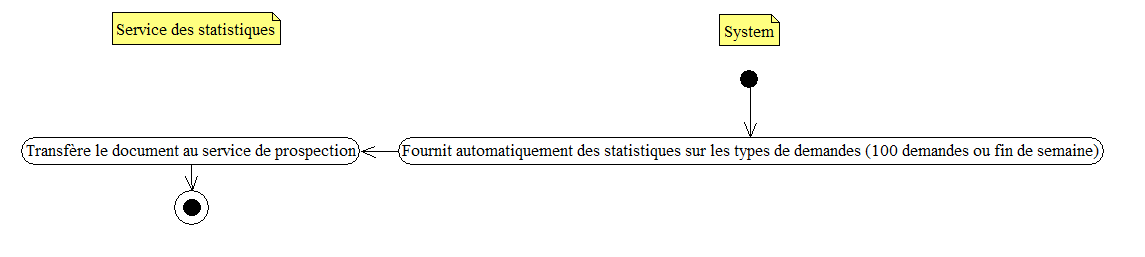 Service des statistiques
System
Transfère le document au service de prospection
Fournit automatiquement des statistiques sur les types de demandes (100 demandes ou fin de semaine)